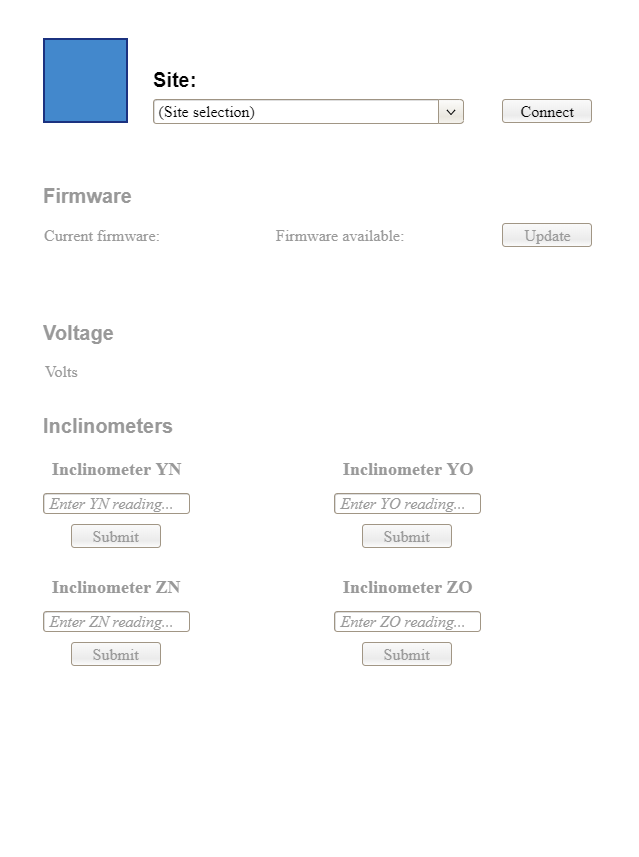 Site:
(Site selection)
Connect
Firmware
Current firmware:
Firmware available:
Update
Voltage
Volts
Inclinometers
Inclinometer YN
Inclinometer YO
Enter YN reading...
Enter YO reading...
Submit
Submit
Inclinometer ZN
Inclinometer ZO
Enter ZN reading...
Enter ZO reading...
Submit
Submit